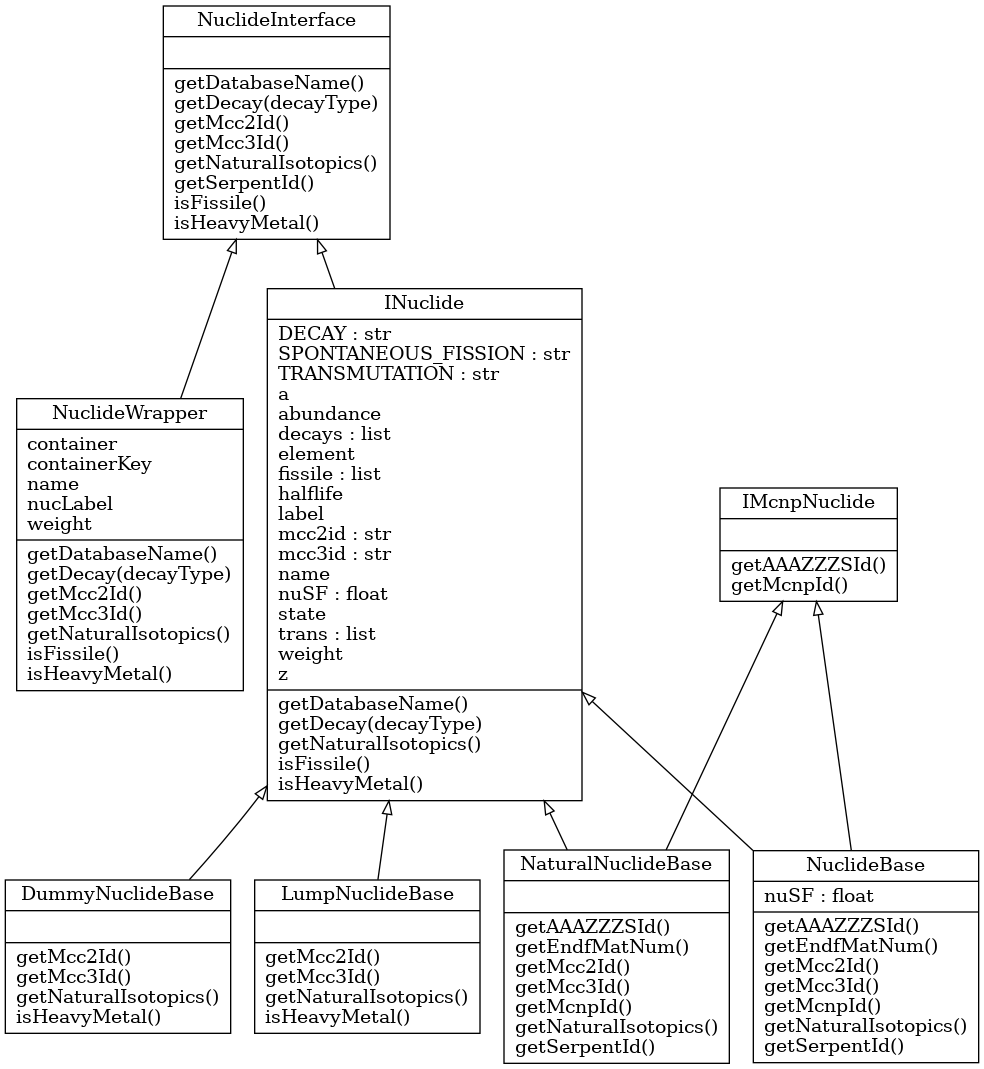 NuclideInterface
getDatabaseName()
getDecay(decayType)
getMcc2Id()
getMcc3Id()
getNaturalIsotopics()
getSerpentId()
isFissile()
isHeavyMetal()
INuclide
DECAY : str
SPONTANEOUS_FISSION : str
TRANSMUTATION : str
a
abundance
decays : list
element
fissile : list
halflife
label
mcc2id : str
mcc3id : str
name
nuSF : float
state
trans : list
weight
z
getDatabaseName()
getDecay(decayType)
getNaturalIsotopics()
isFissile()
isHeavyMetal()
NuclideWrapper
container
containerKey
name
nucLabel
weight
getDatabaseName()
getDecay(decayType)
getMcc2Id()
getMcc3Id()
getNaturalIsotopics()
isFissile()
isHeavyMetal()
IMcnpNuclide
getAAAZZZSId()
getMcnpId()
DummyNuclideBase
getMcc2Id()
getMcc3Id()
getNaturalIsotopics()
isHeavyMetal()
LumpNuclideBase
getMcc2Id()
getMcc3Id()
getNaturalIsotopics()
isHeavyMetal()
NaturalNuclideBase
getAAAZZZSId()
getEndfMatNum()
getMcc2Id()
getMcc3Id()
getMcnpId()
getNaturalIsotopics()
getSerpentId()
NuclideBase
nuSF : float
getAAAZZZSId()
getEndfMatNum()
getMcc2Id()
getMcc3Id()
getMcnpId()
getNaturalIsotopics()
getSerpentId()